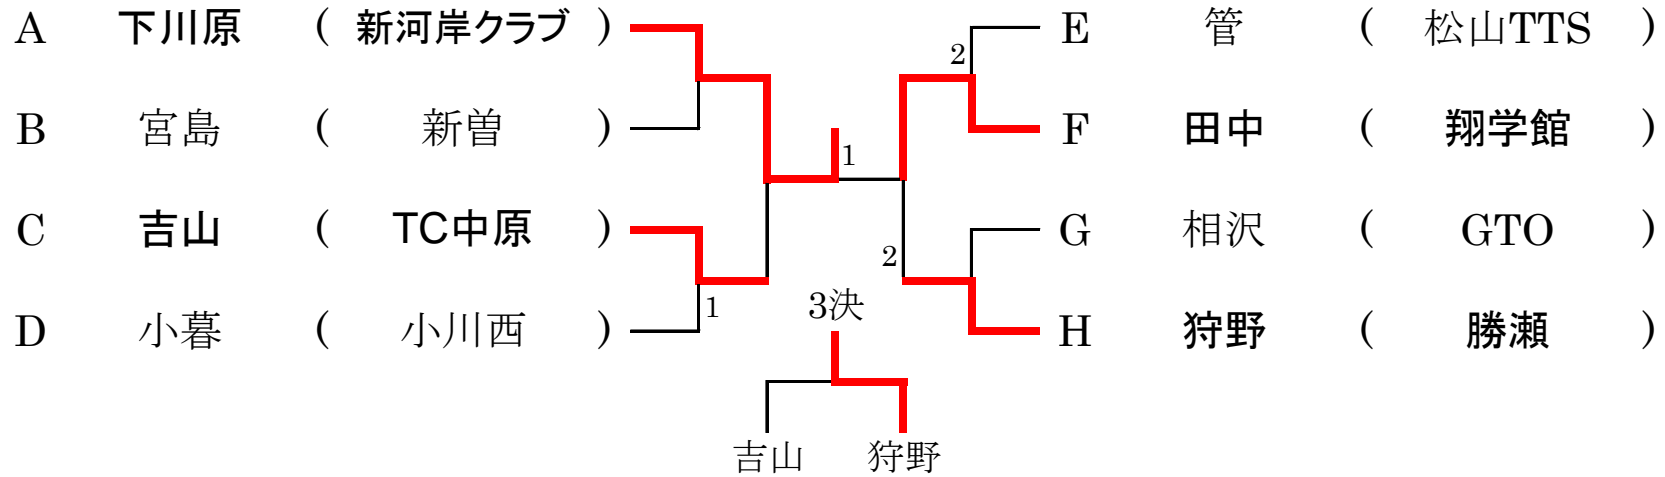 A 下川原 ( 新河岸クラブ ) E 管 ( 松山TTS )
2
B 宮島 ( 新曽 ) F 田中 ( 翔学館 )
1
C 吉山 ( TC中原 ) G 相沢 ( GTO )
2
1 3決
D 小暮 ( 小川西 ) H 狩野 ( 勝瀬 )
吉山 狩野